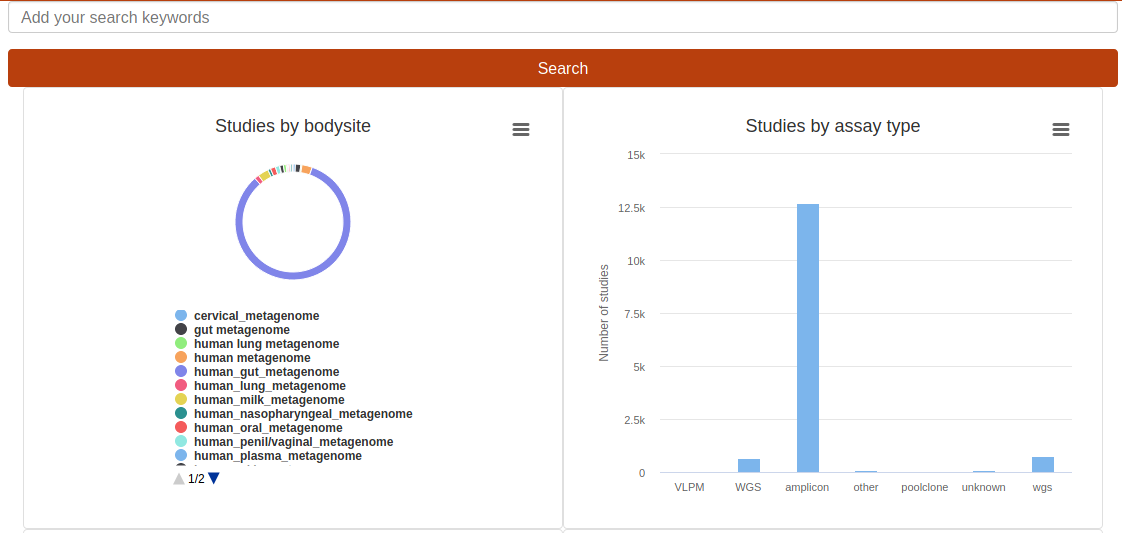 Add your search keywords
Search
Studies by bodysite
cervical_metagenome
gut metagenome
human lung metagenome
human metagenome
human_gut_metagenome
human_lung_metagenome
human_milk_metagenome
human_nasopharyngeal_metagenome
human_oral_metagenome
human_penil/vaginal_metagenome
human_plasma_metagenome
1/2
Studies by assay type
Number of studies
15k
12.5k
10k
7.5k
5k
2.5k
0
VLPM WGS amplicon other poolclone unknown wgs